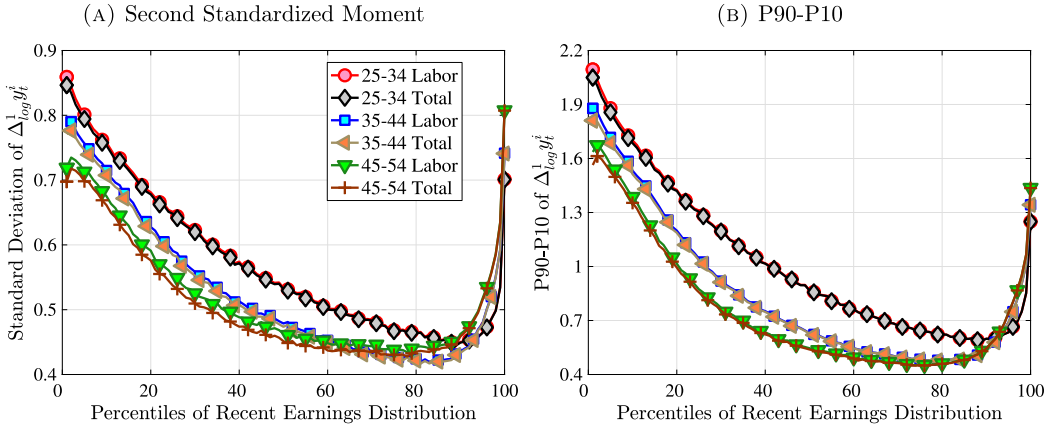 (A) Second Standardized Moment
Standard Deviation of Δ¹_log y^i_t
0.9
0.8
0.7
0.6
0.5
0.4
0
20
40
60
80
100
Percentiles of Recent Earnings Distribution
25-34 Labor
25-34 Total
35-44 Labor
35-44 Total
45-54 Labor
45-54 Total
(B) P90-P10
P90-P10 of Δ¹_log y^i_t
2.2
1.9
1.6
1.3
1
0.7
0.4
0
20
40
60
80
100
Percentiles of Recent Earnings Distribution